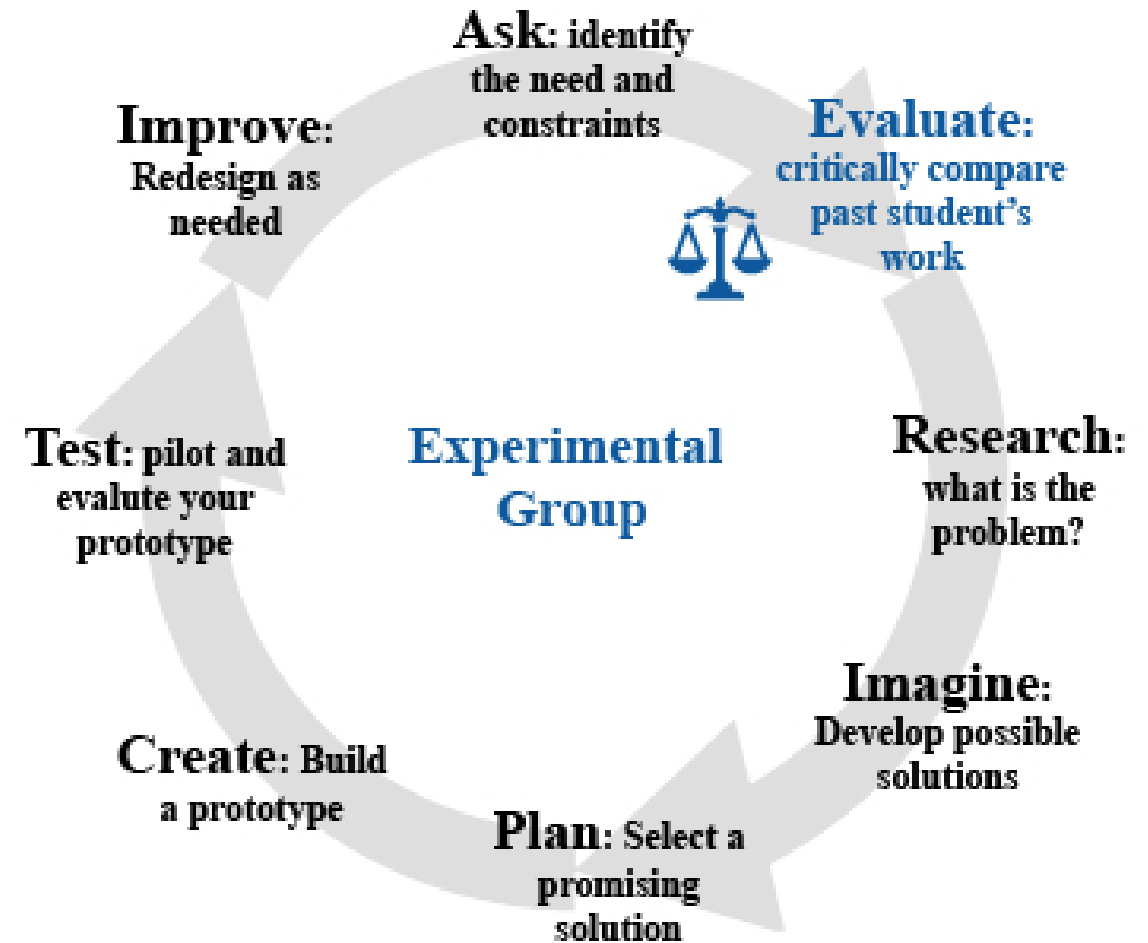 Ask: identify
the need and
constraints
Evaluate:
critically compare
past student's
work
Research:
what is the
problem?
Imagine:
Develop possible
solutions
Plan: Select a
promising
solution
Create: Build
a prototype
Test: pilot and
evalute your
prototype
Improve:
Redesign as
needed
Experimental
Group